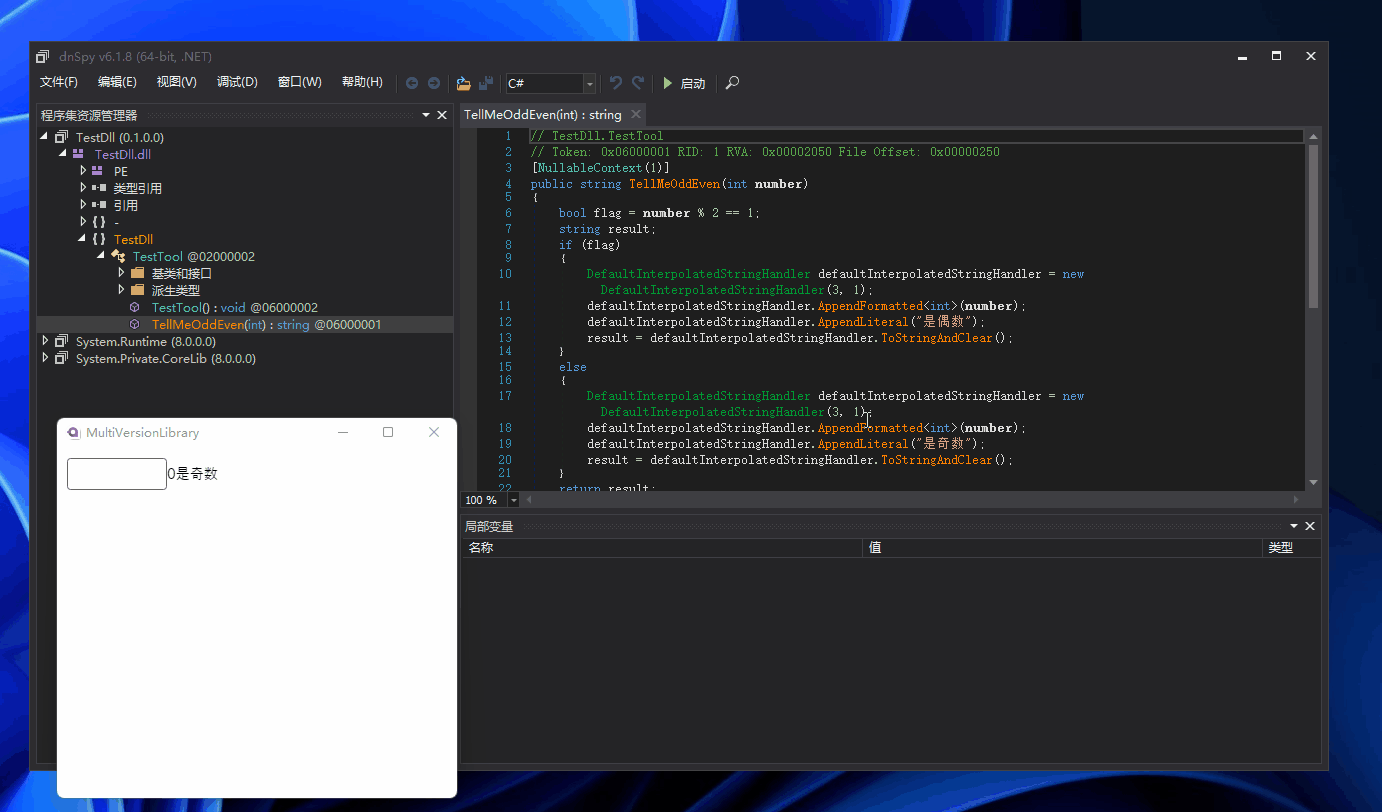 dnSpy v6.1.8 (64-bit, .NET)
文件(F) 编辑(E) 视图(V) 调试(D) 窗口(W) 帮助(H) C# 启动
程序集资源管理器
TestDll (0.1.0.0)
TestDll.dll
PE
类型引用
引用
-
TestDll
TestTool @02000002
基类和接口
派生类型
TestTool() : void @06000002
TellMeOddEven(int) : string @06000001
System.Runtime (8.0.0.0)
System.Private.CoreLib (8.0.0.0)
TellMeOddEven(int) : string
1 // TestDll.TestTool
2 // Token: 0x06000001 RID: 1 RVA: 0x00002050 File Offset: 0x00000250
3 [NullableContext(1)]
4 public string TellMeOddEven(int number)
5 {
6 bool flag = number % 2 == 1;
7 string result;
8 if (flag)
9 {
10 DefaultInterpolatedStringHandler defaultInterpolatedStringHandler = new
DefaultInterpolatedStringHandler(3, 1);
11 defaultInterpolatedStringHandler.AppendFormatted<int>(number);
12 defaultInterpolatedStringHandler.AppendLiteral("是偶数");
13 result = defaultInterpolatedStringHandler.ToStringAndClear();
14 }
15 else
16 {
17 DefaultInterpolatedStringHandler defaultInterpolatedStringHandler = new
DefaultInterpolatedStringHandler(3, 1);
18 defaultInterpolatedStringHandler.AppendFormatted<int>(number);
19 defaultInterpolatedStringHandler.AppendLiteral("是奇数");
20 result = defaultInterpolatedStringHandler.ToStringAndClear();
21 }
22 return result;
100 %
局部变量
名称 值 类型
MultiVersionLibrary
0是奇数